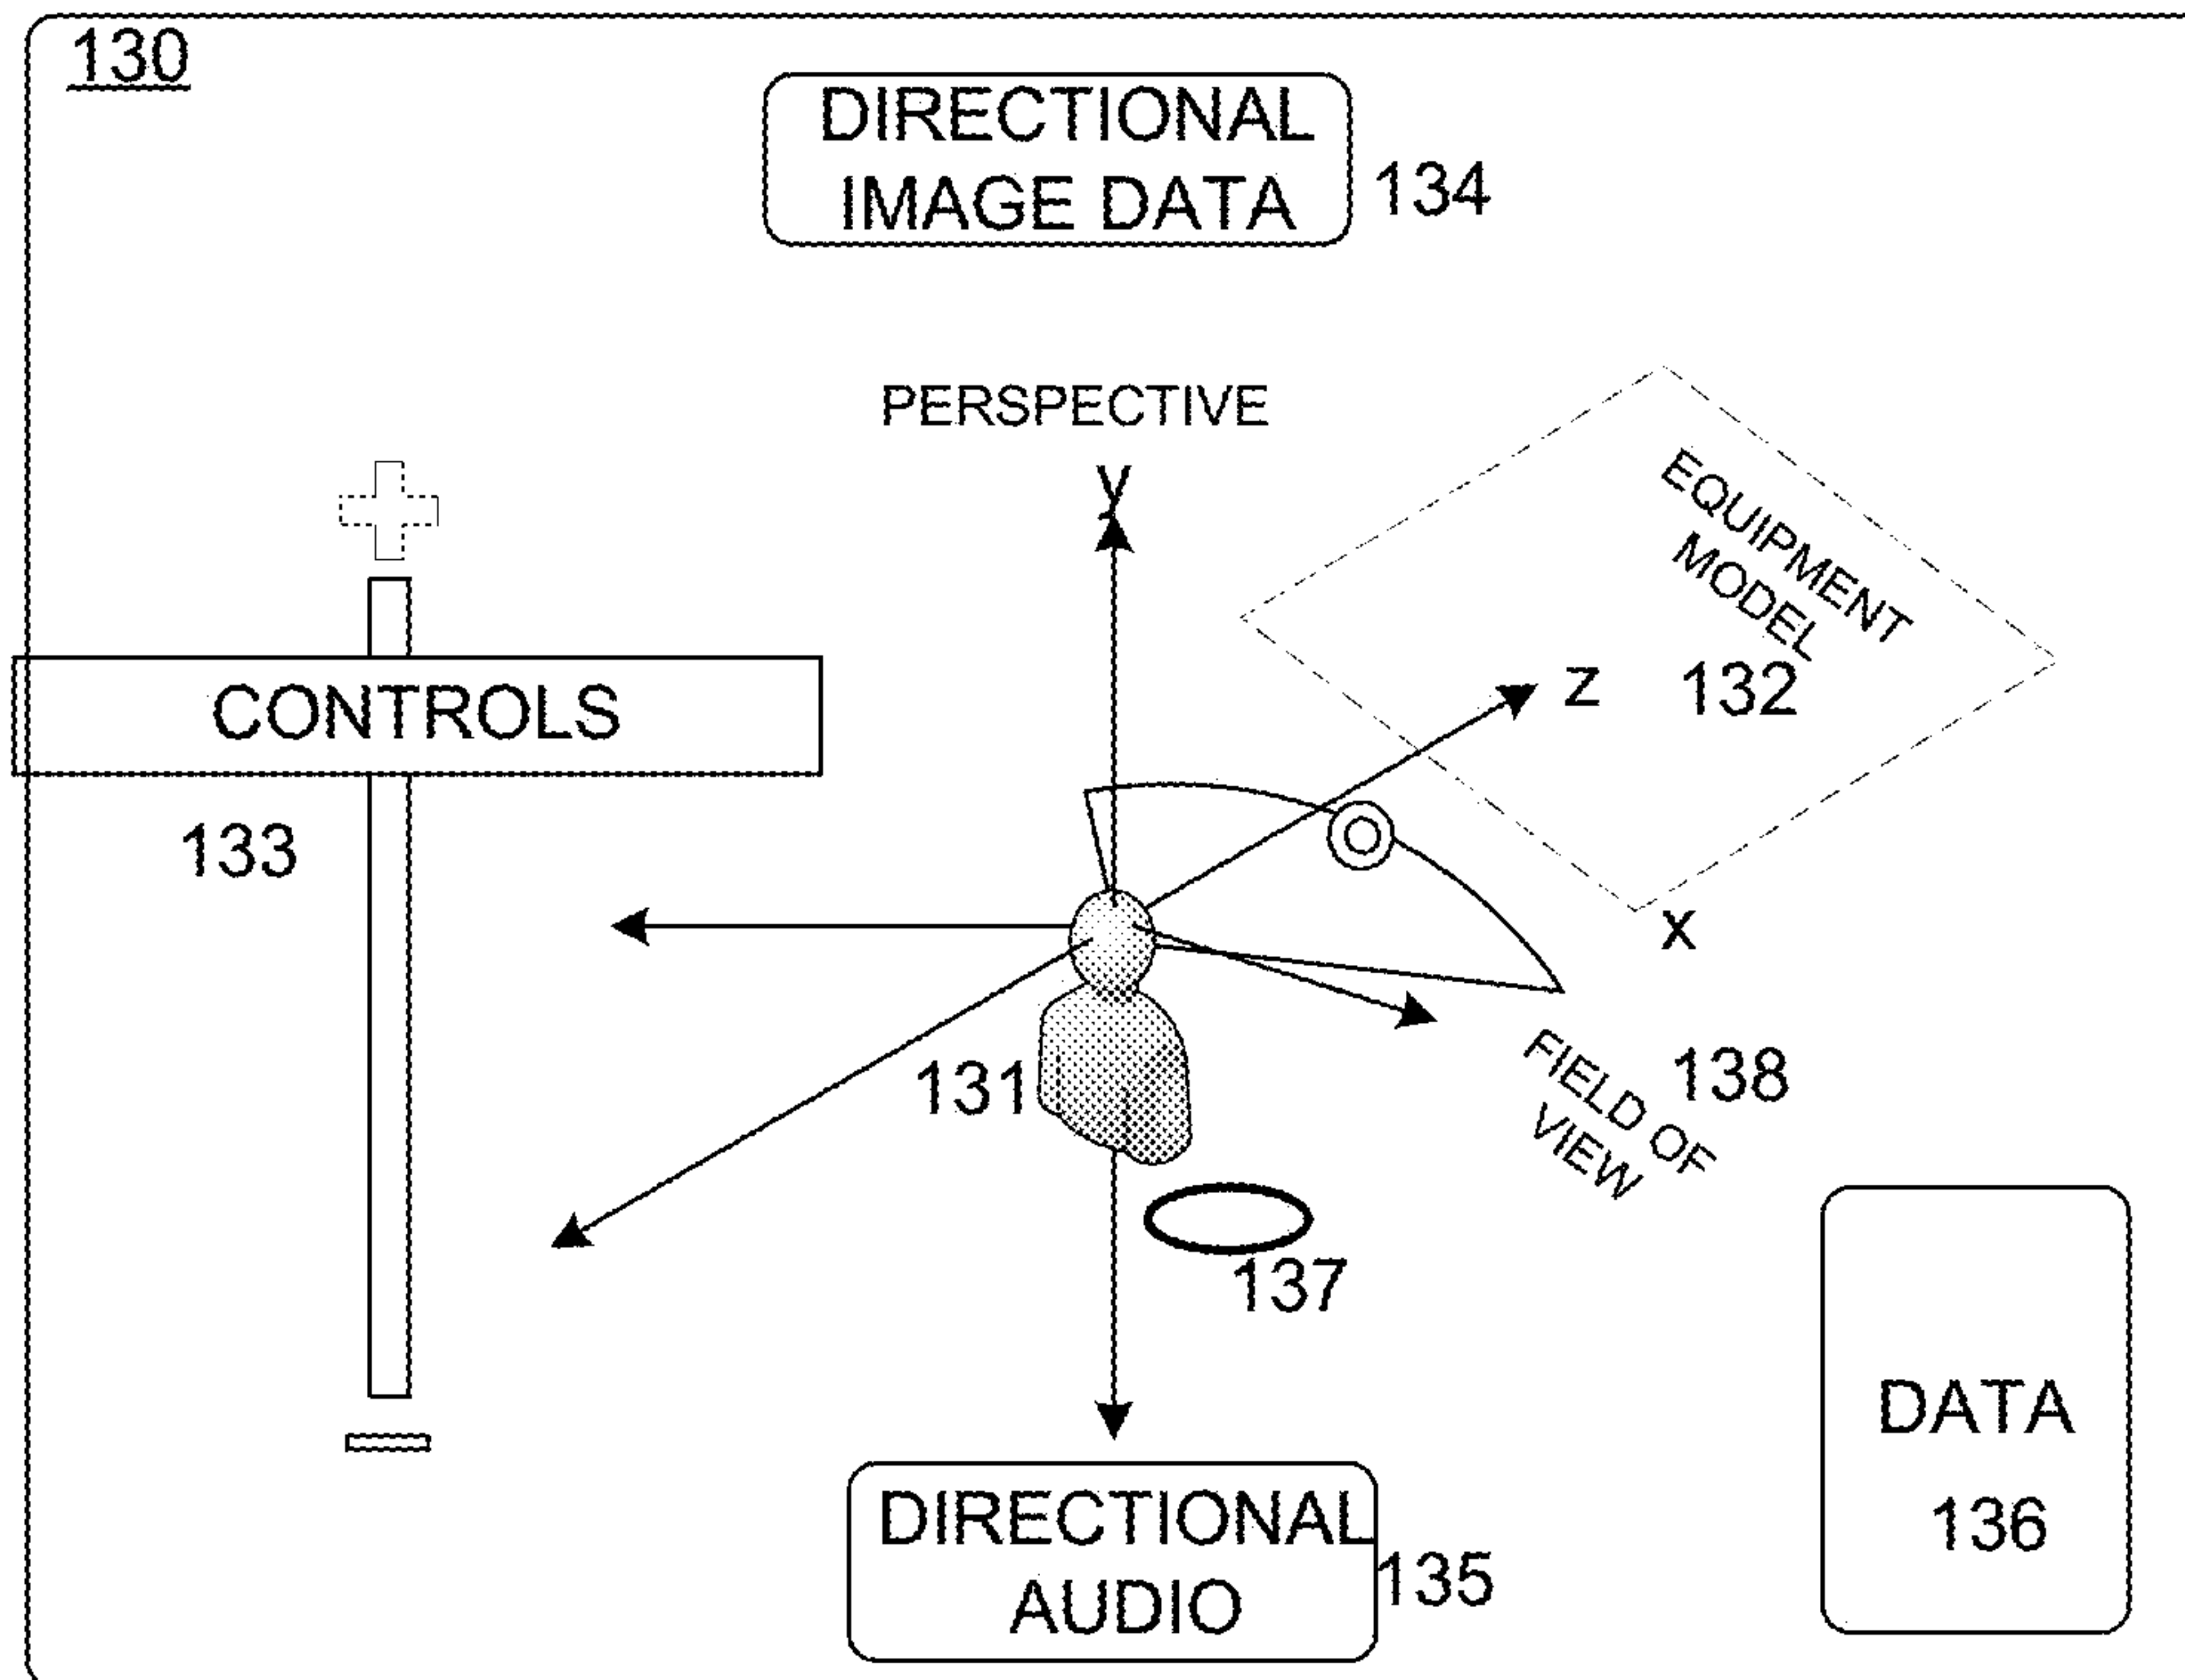 130
DIRECTIONAL
IMAGE DATA
134
PERSPECTIVE
y
EQUIPMENT
MODEL
132
z
CONTROLS
133
x
131
138
FIELD OF
VIEW
137
DATA
136
DIRECTIONAL
AUDIO
135